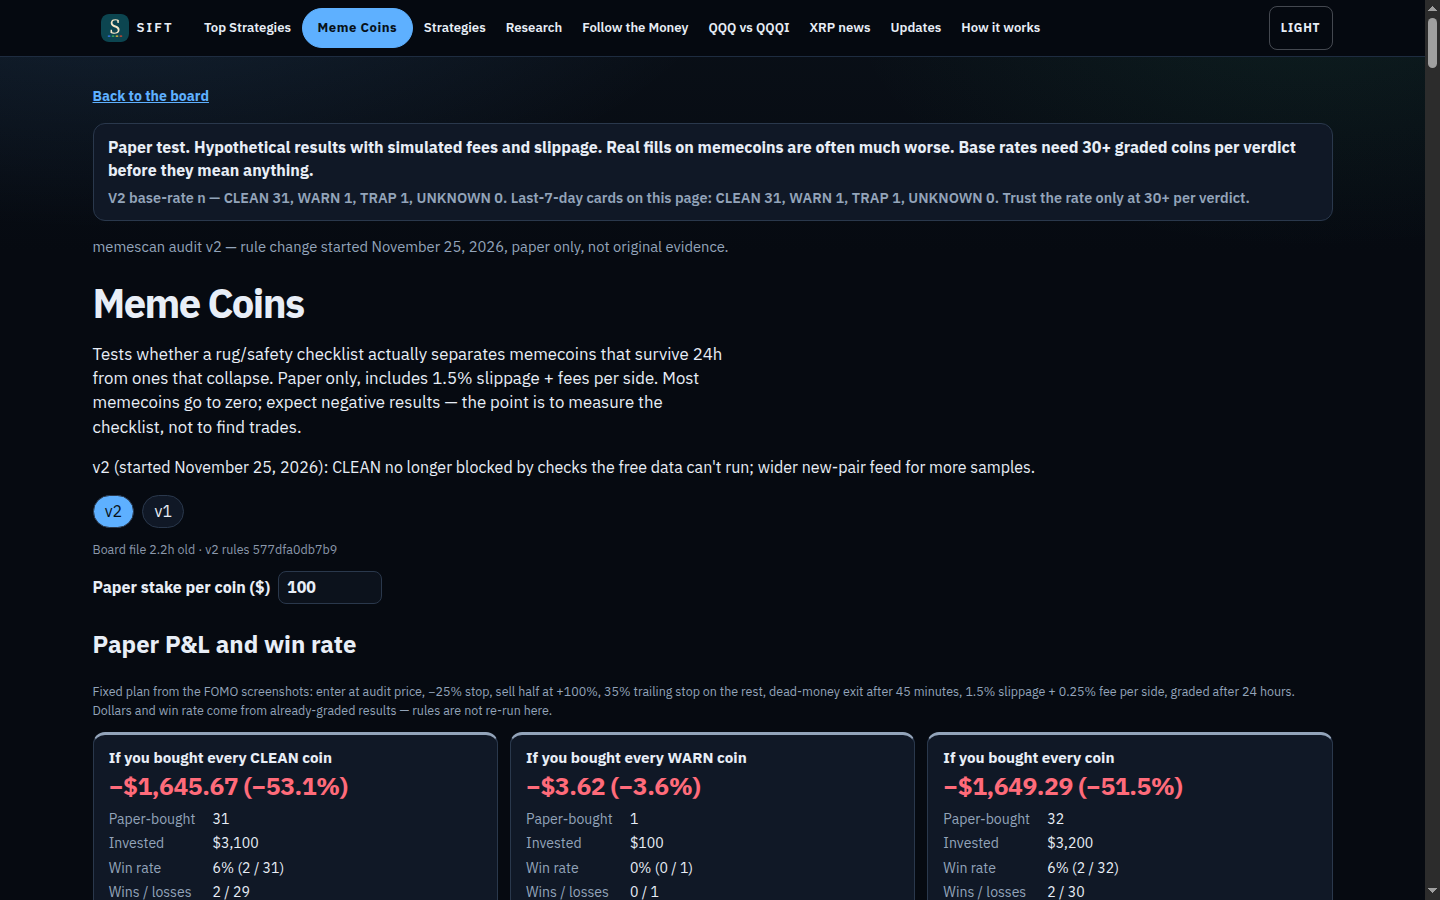 S SIFT Top Strategies Meme Coins Strategies Research Follow the Money QQQ vs QQQI XRP news Updates How it works LIGHT
Back to the board
Paper test. Hypothetical results with simulated fees and slippage. Real fills on memecoins are often much worse. Base rates need 30+ graded coins per verdict
before they mean anything.
V2 base-rate n — CLEAN 31, WARN 1, TRAP 1, UNKNOWN 0. Last-7-day cards on this page: CLEAN 31, WARN 1, TRAP 1, UNKNOWN 0. Trust the rate only at 30+ per verdict.
memescan audit v2 — rule change started November 25, 2026, paper only, not original evidence.
Meme Coins
Tests whether a rug/safety checklist actually separates memecoins that survive 24h
from ones that collapse. Paper only, includes 1.5% slippage + fees per side. Most
memecoins go to zero; expect negative results — the point is to measure the
checklist, not to find trades.
v2 (started November 25, 2026): CLEAN no longer blocked by checks the free data can't run; wider new-pair feed for more samples.
v2 v1
Board file 2.2h old · v2 rules 577dfa0db7b9
Paper stake per coin ($) 100
Paper P&L and win rate
Fixed plan from the FOMO screenshots: enter at audit price, −25% stop, sell half at +100%, 35% trailing stop on the rest, dead-money exit after 45 minutes, 1.5% slippage + 0.25% fee per side, graded after 24 hours.
Dollars and win rate come from already-graded results — rules are not re-run here.
If you bought every CLEAN coin
−$1,645.67 (−53.1%)
Paper-bought 31
Invested $3,100
Win rate 6% (2 / 31)
Wins / losses 2 / 29
If you bought every WARN coin
−$3.62 (−3.6%)
Paper-bought 1
Invested $100
Win rate 0% (0 / 1)
Wins / losses 0 / 1
If you bought every coin
−$1,649.29 (−51.5%)
Paper-bought 32
Invested $3,200
Win rate 6% (2 / 32)
Wins / losses 2 / 30